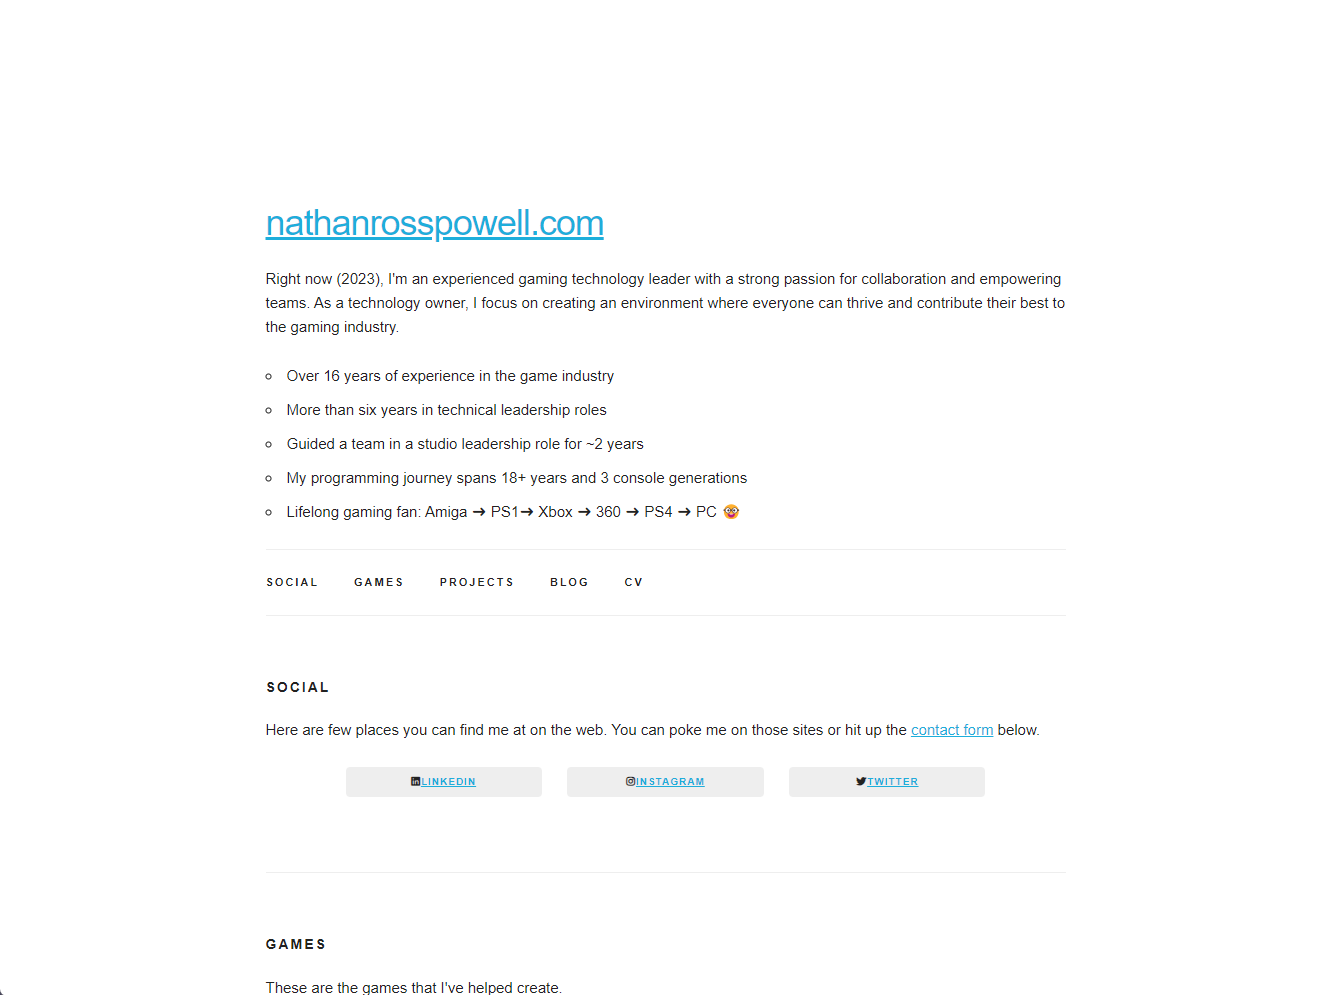 nathanrosspowell.com
Right now (2023), I'm an experienced gaming technology leader with a strong passion for collaboration and empowering
teams. As a technology owner, I focus on creating an environment where everyone can thrive and contribute their best to
the gaming industry.
Over 16 years of experience in the game industry
More than six years in technical leadership roles
Guided a team in a studio leadership role for ~2 years
My programming journey spans 18+ years and 3 console generations
Lifelong gaming fan: Amiga → PS1→ Xbox → 360 → PS4 → PC 🤓
SOCIAL GAMES PROJECTS BLOG CV
SOCIAL
Here are few places you can find me at on the web. You can poke me on those sites or hit up the contact form below.
LINKEDIN INSTAGRAM TWITTER
GAMES
These are the games that I've helped create.